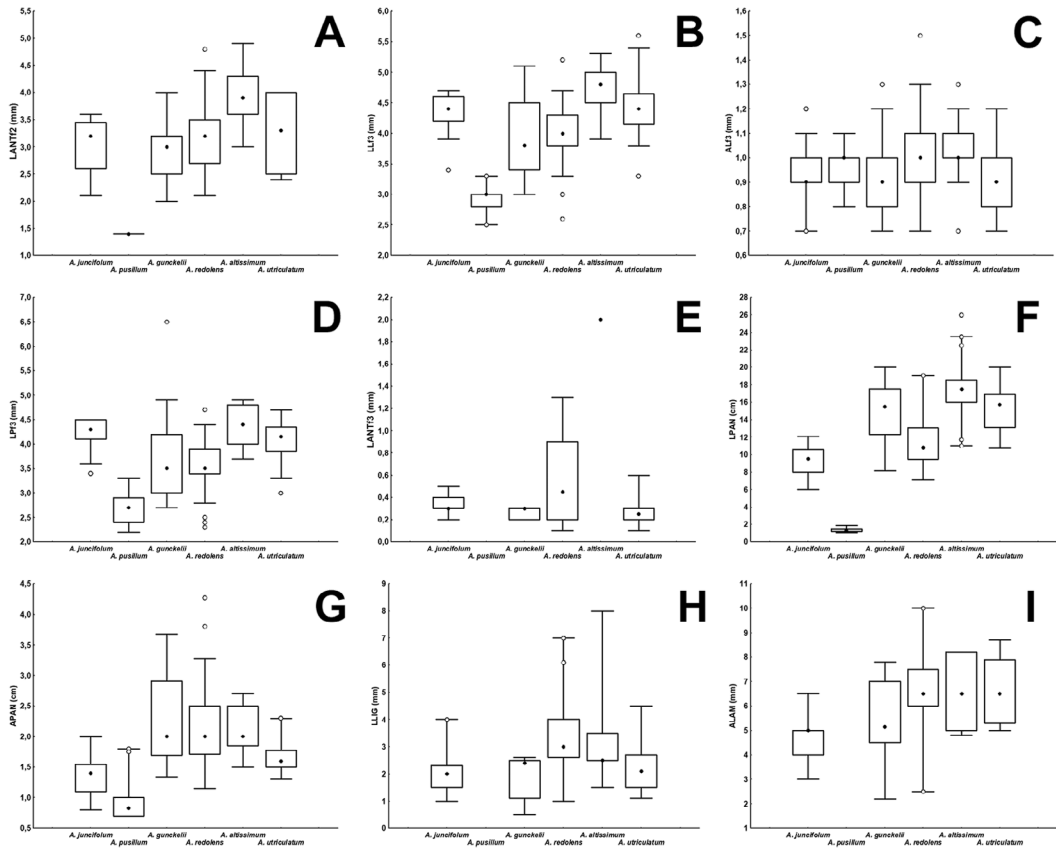 A
LANTf2 (mm)
5,5
5,0
4,5
4,0
3,5
3,0
2,5
2,0
1,5
1,0
A. juncifolum A. gunckelii A. altissimum
A. pusillum A. redolens A. utriculatum
B
LLf3 (mm)
6,0
5,5
5,0
4,5
4,0
3,5
3,0
2,5
2,0
A. juncifolum A. gunckelii A. altissimum
A. pusillum A. redolens A. utriculatum
C
ALf3 (mm)
1,6
1,5
1,4
1,3
1,2
1,1
1,0
0,9
0,8
0,7
0,6
A. juncifolum A. gunckelii A. altissimum
A. pusillum A. redolens A. utriculatum
D
LPf3 (mm)
7,0
6,5
6,0
5,5
5,0
4,5
4,0
3,5
3,0
2,5
2,0
A. juncifolum A. gunckelii A. altissimum
A. pusillum A. redolens A. utriculatum
E
LANTf3 (mm)
2,2
2,0
1,8
1,6
1,4
1,2
1,0
0,8
0,6
0,4
0,2
0,0
A. juncifolum A. gunckelii A. altissimum
A. pusillum A. redolens A. utriculatum
F
LPAN (cm)
28
26
24
22
20
18
16
14
12
10
8
6
4
2
0
A. juncifolum A. gunckelii A. altissimum
A. pusillum A. redolens A. utriculatum
G
APAN (cm)
4,5
4,0
3,5
3,0
2,5
2,0
1,5
1,0
0,5
A. juncifolum A. gunckelii A. altissimum
A. pusillum A. redolens A. utriculatum
H
LLIG (mm)
9
8
7
6
5
4
3
2
1
0
A. juncifolum A. gunckelii A. altissimum
A. pusillum A. redolens A. utriculatum
I
ALAM (mm)
11
10
9
8
7
6
5
4
3
2
1
A. juncifolum A. gunckelii A. altissimum
A. pusillum A. redolens A. utriculatum